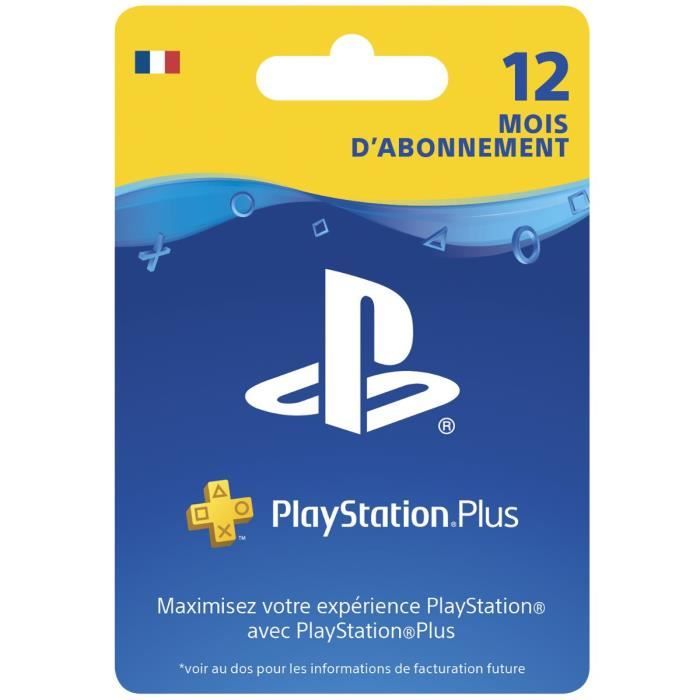 12
MOIS
D'ABONNEMENT
®
PlayStation®Plus
TM
Maximisez votre expérience PlayStation®
avec PlayStation®Plus
*voir au dos pour les informations de facturation future